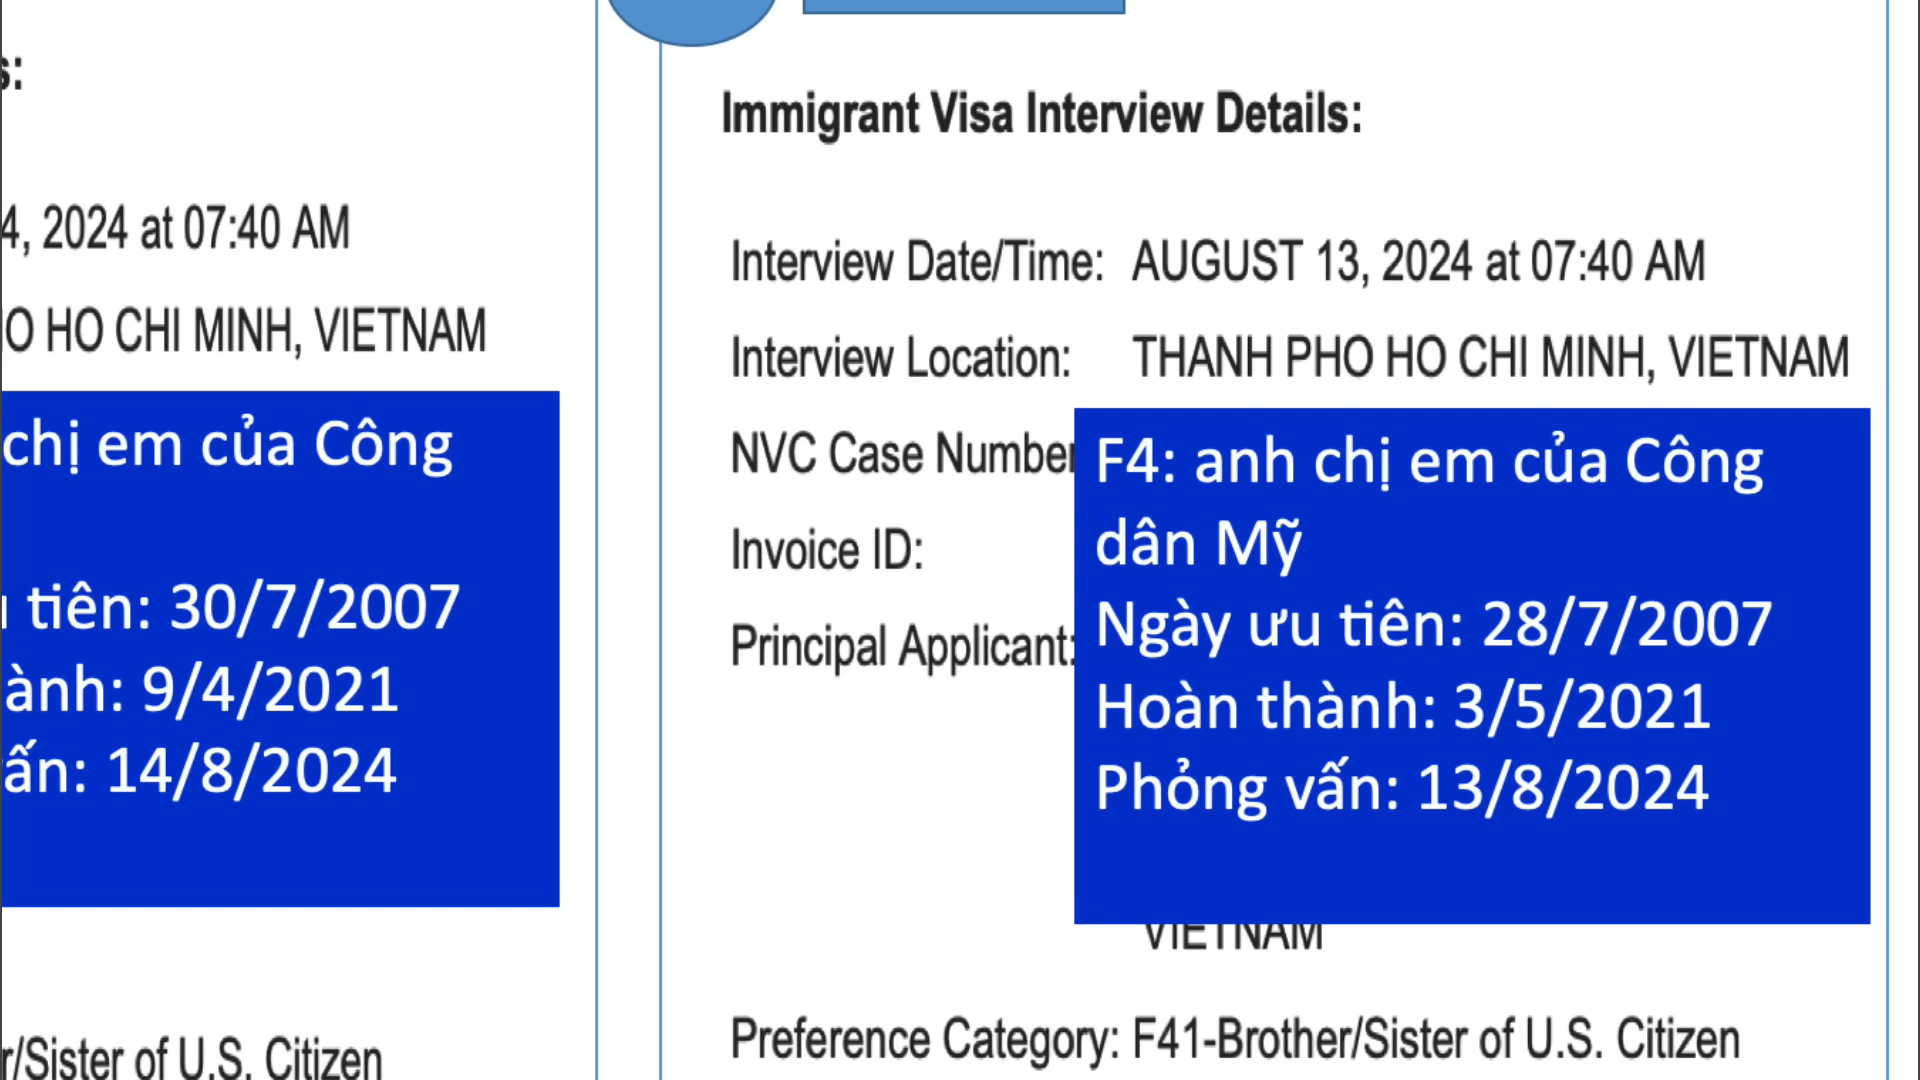 s:
4, 2024 at 07:40 AM
O HO CHI MINH, VIETNAM
chị em của Công
tiên: 30/7/2007
ành: 9/4/2021
ấn: 14/8/2024
r/Sister of U.S. Citizen
Immigrant Visa Interview Details:
Interview Date/Time: AUGUST 13, 2024 at 07:40 AM
Interview Location: THANH PHO HO CHI MINH, VIETNAM
NVC Case Number
Invoice ID:
Principal Applicant:
F4: anh chị em của Công
dân Mỹ
Ngày ưu tiên: 28/7/2007
Hoàn thành: 3/5/2021
Phỏng vấn: 13/8/2024
VIETNAM
Preference Category: F41-Brother/Sister of U.S. Citizen